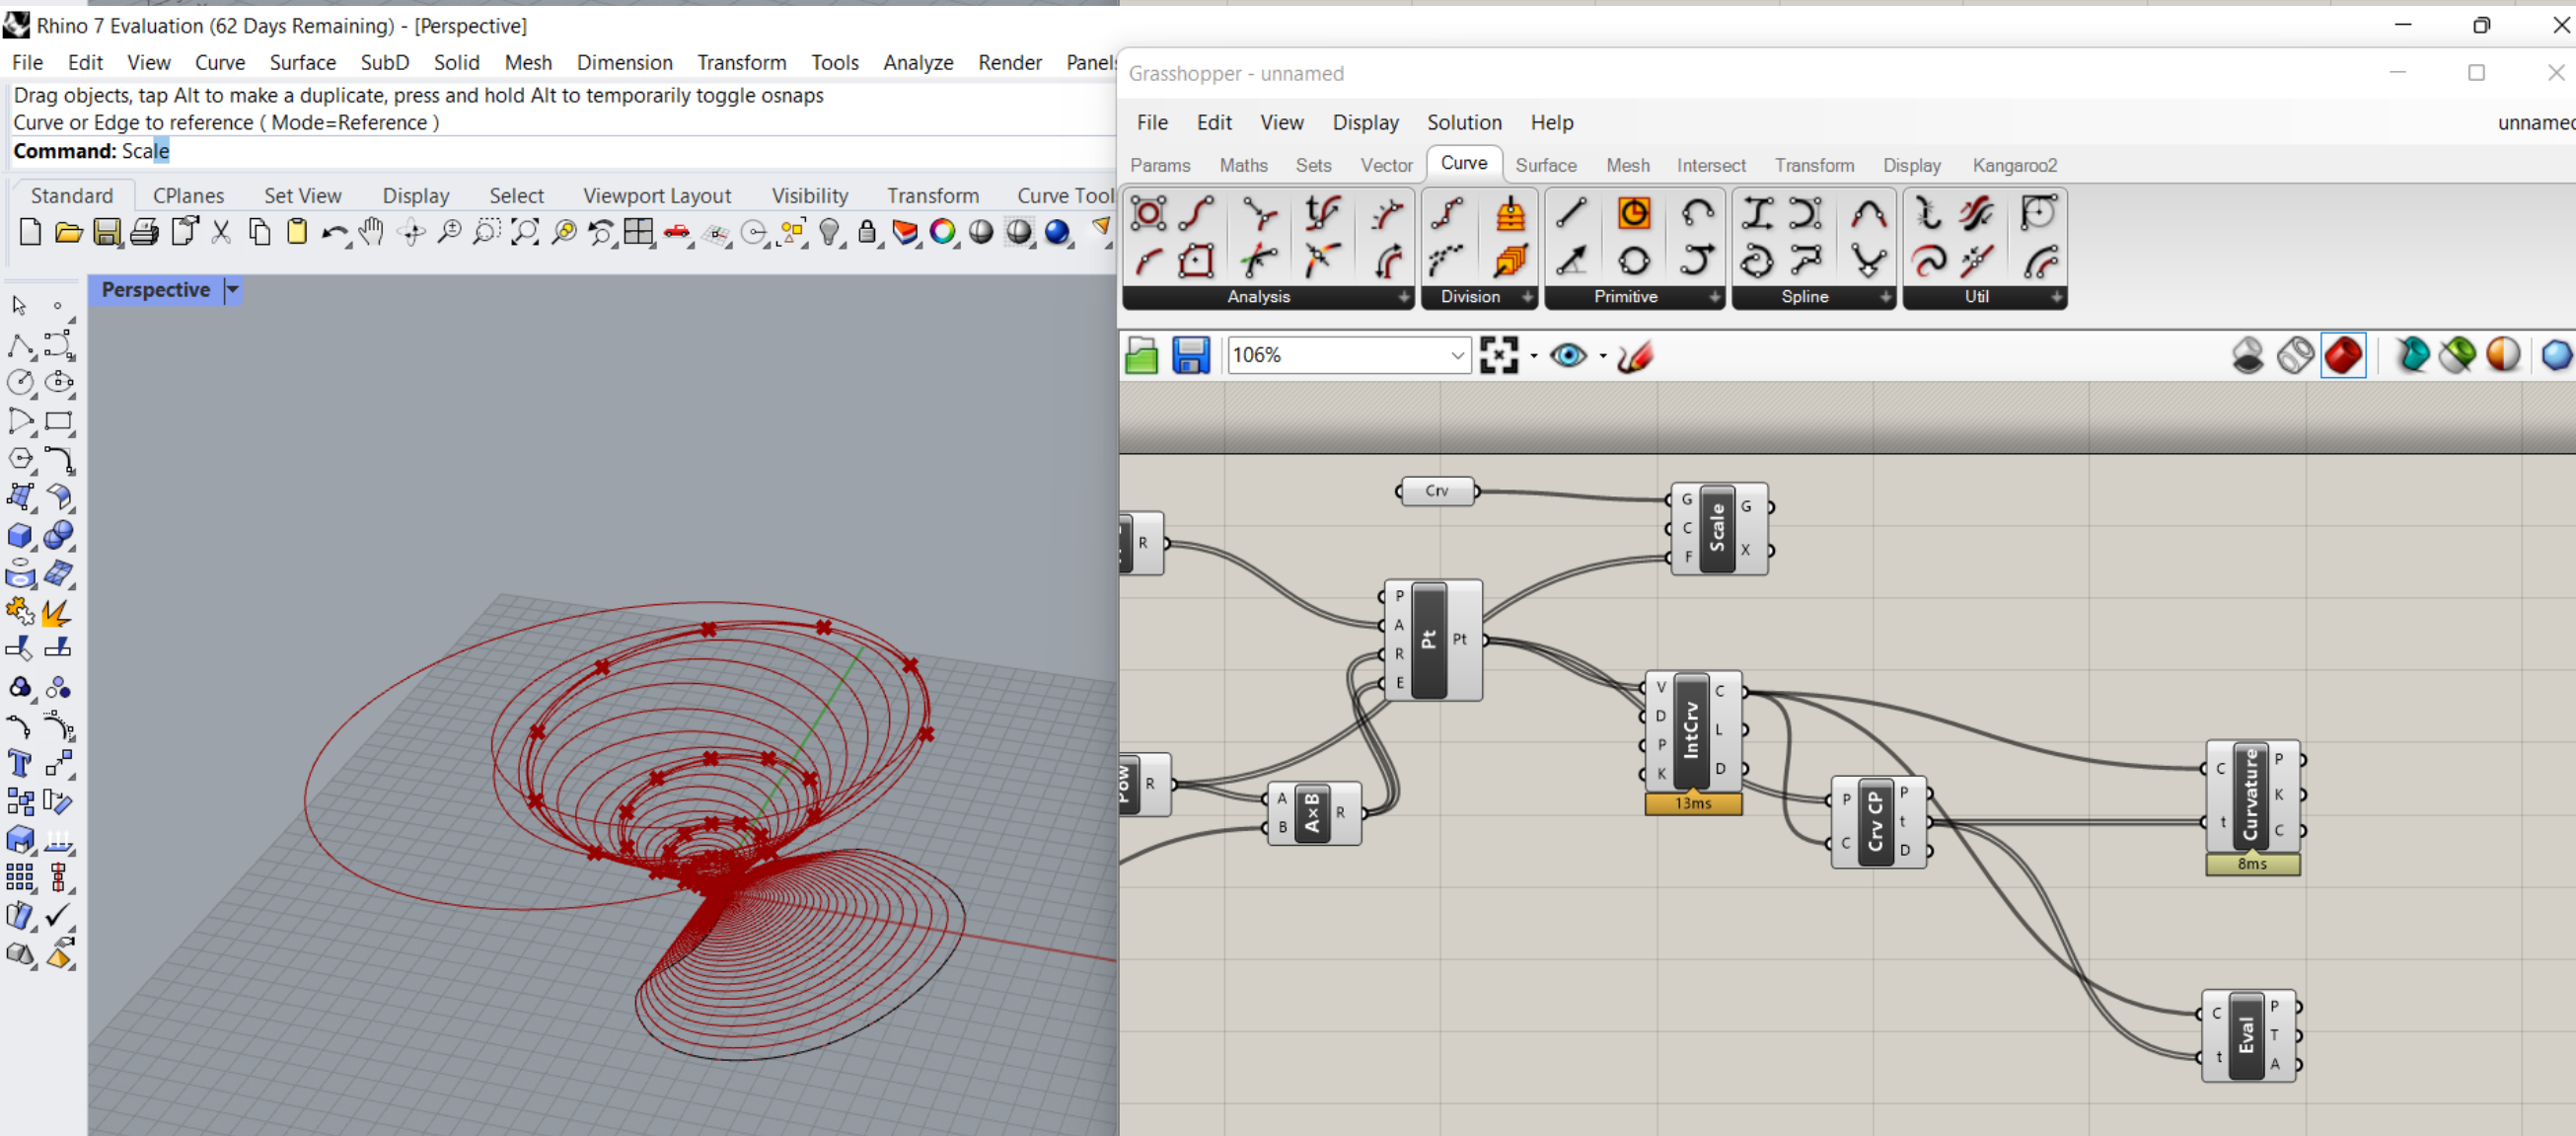 Rhino 7 Evaluation (62 Days Remaining) - [Perspective]
File Edit View Curve Surface SubD Solid Mesh Dimension Transform Tools Analyze Render Panels
Drag objects, tap Alt to make a duplicate, press and hold Alt to temporarily toggle osnaps
Curve or Edge to reference ( Mode=Reference )
Command: Scale
Standard CPlanes Set View Display Select Viewport Layout Visibility Transform Curve Tool
Perspective
Grasshopper - unnamed
File Edit View Display Solution Help unnamed
Params Maths Sets Vector Curve Surface Mesh Intersect Transform Display Kangaroo2
Analysis Division Primitive Spline Util
106%
Crv
G C F Scale G X
R
P A R E Pt Pt
Pow R
A B A×B R
V D P K IntCrv C L D
13ms
P C Crv CP P t D
C t Curvature P K C
8ms
C t Eval P T A